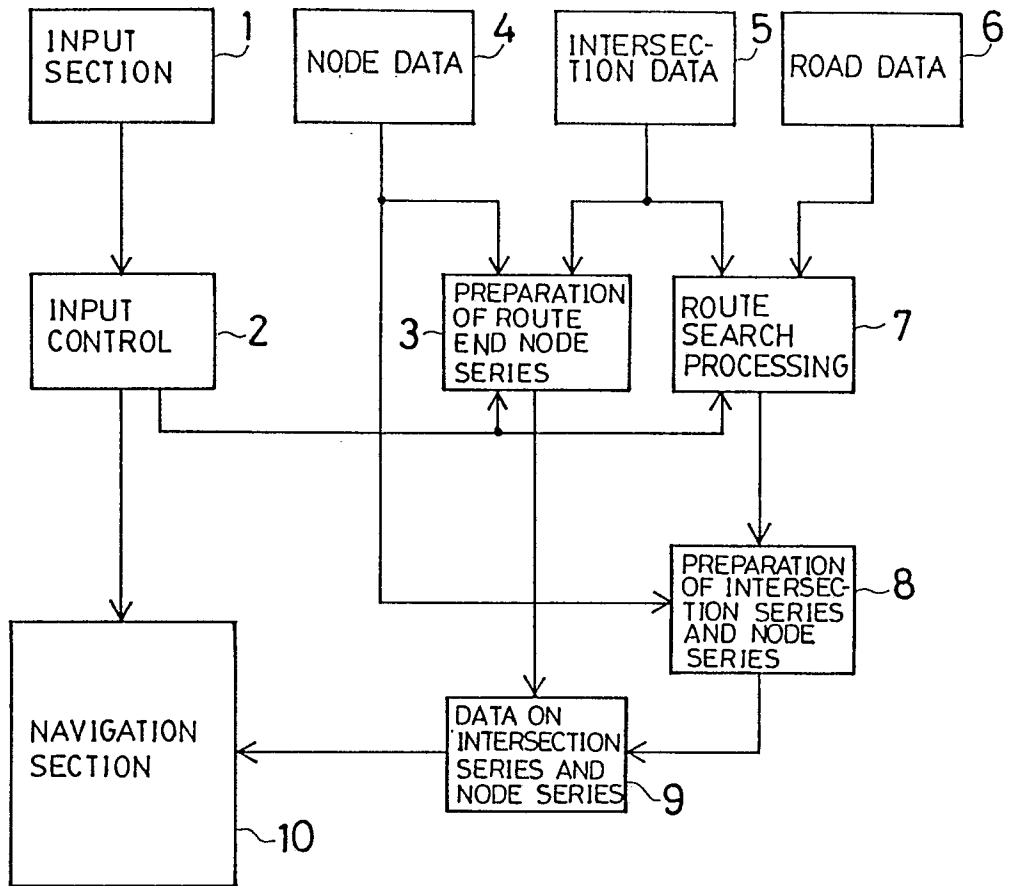 INPUT
SECTION
1
NODE DATA
4
INTERSEC-
TION DATA
5
ROAD DATA
6
INPUT
CONTROL
2
PREPARATION
OF ROUTE
END NODE
SERIES
3
ROUTE
SEARCH
PROCESSING
7
PREPARATION
OF INTERSEC-
TION SERIES
AND NODE
SERIES
8
NAVIGATION
SECTION
10
DATA ON
INTERSECTION
SERIES AND
NODE SERIES
9